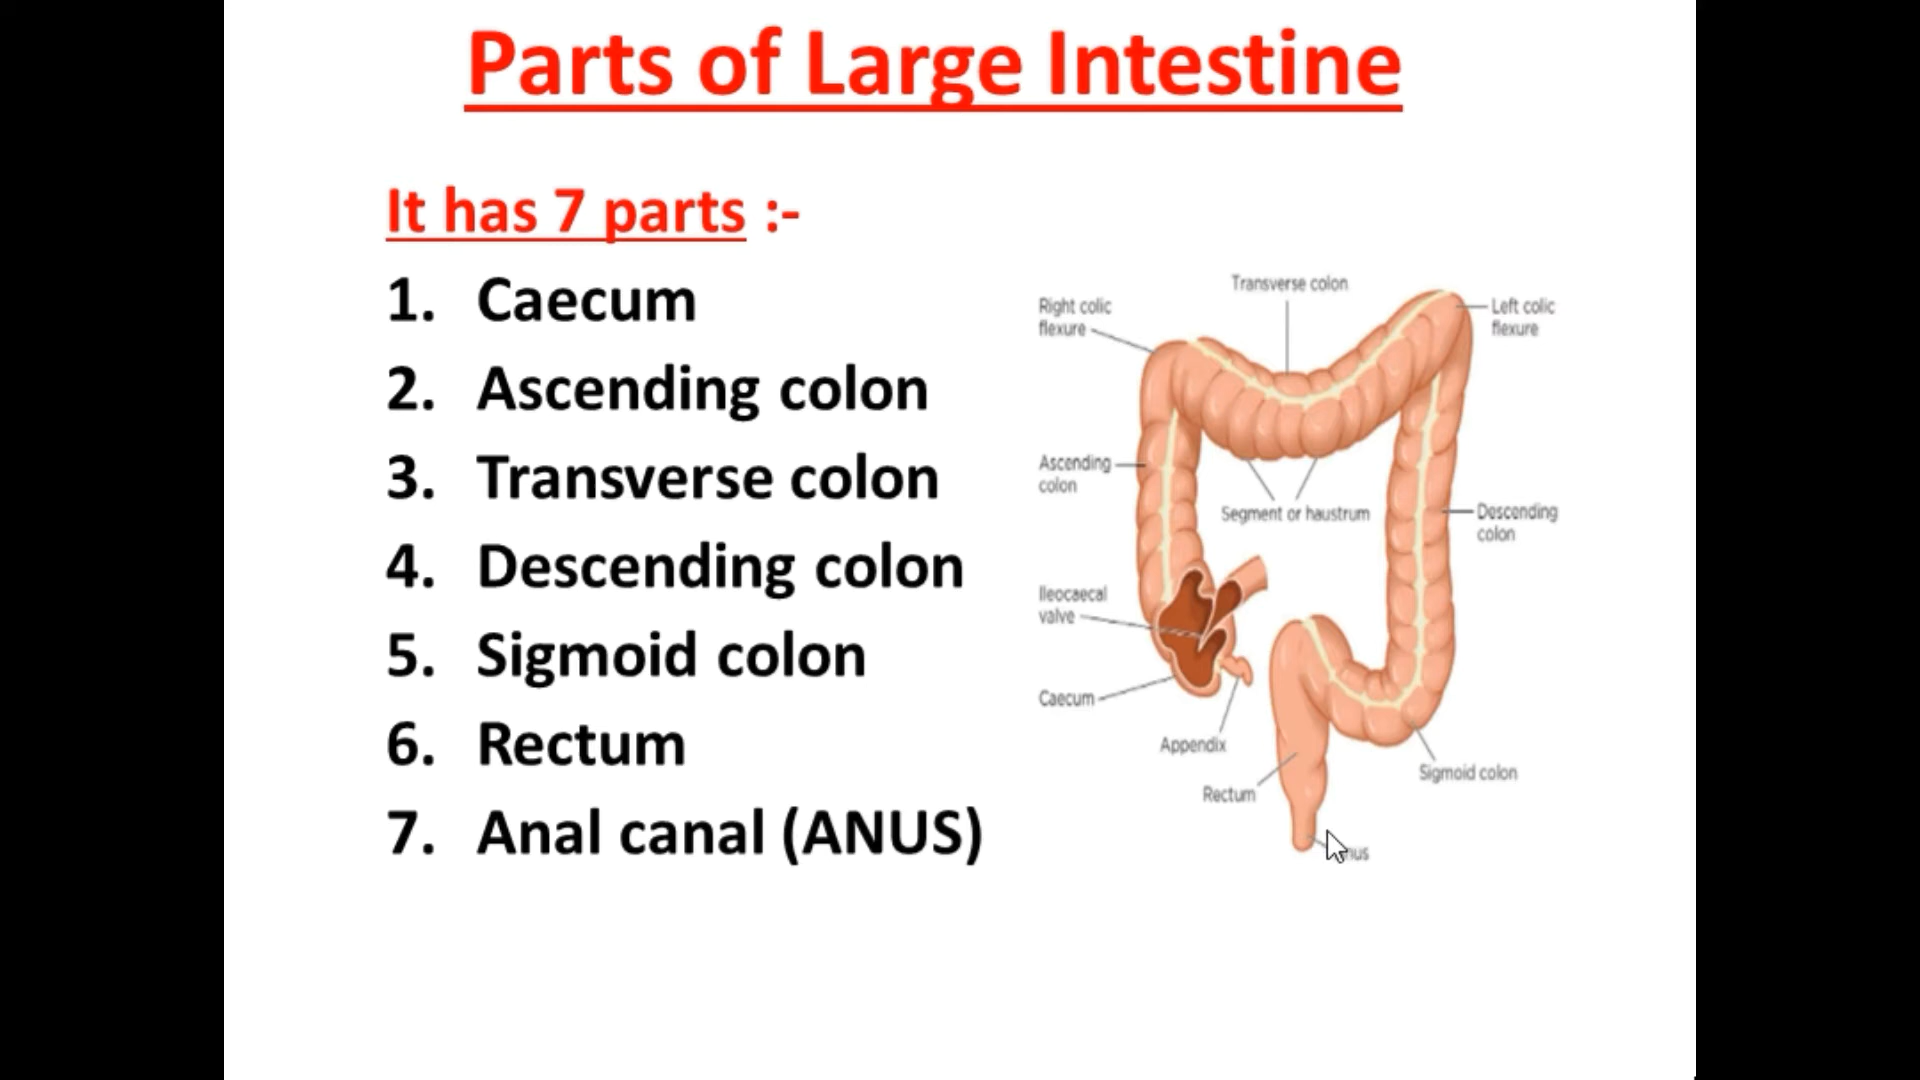 Parts of Large Intestine
It has 7 parts :-
1. Caecum
2. Ascending colon
3. Transverse colon
4. Descending colon
5. Sigmoid colon
6. Rectum
7. Anal canal (ANUS)
Transverse colon
Right colic
flexure
Left colic
flexure
Ascending
colon
Segment or haustrum
Descending
colon
Ileocaecal
valve
Caecum
Appendix
Rectum
Sigmoid colon